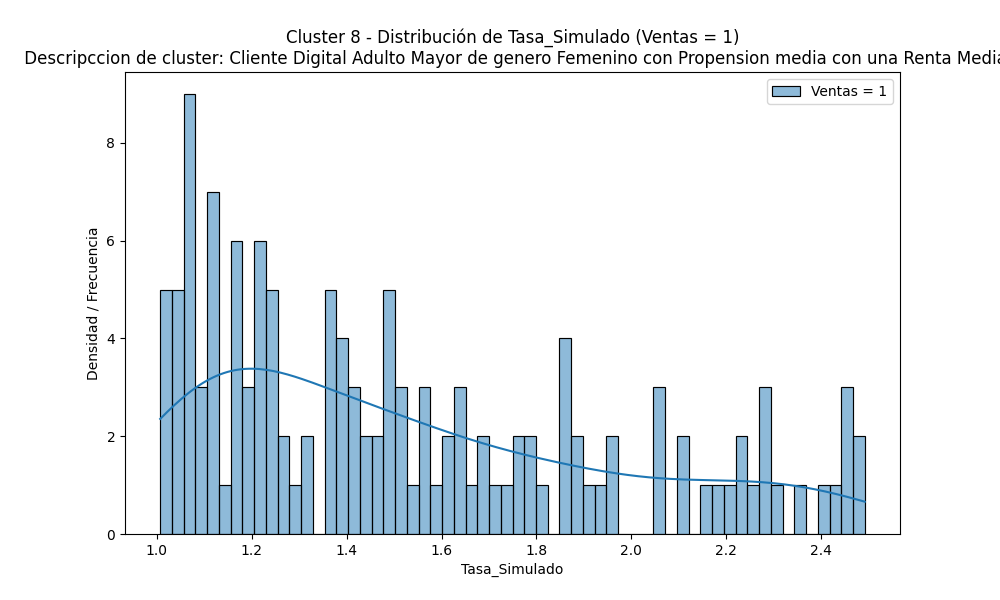 Cluster 8 - Distribución de Tasa_Simulado (Ventas = 1)
Descripccion de cluster: Cliente Digital Adulto Mayor de genero Femenino con Propension media con una Renta Media
Ventas = 1
Densidad / Frecuencia
8
6
4
2
0
1.0 1.2 1.4 1.6 1.8 2.0 2.2 2.4
Tasa_Simulado